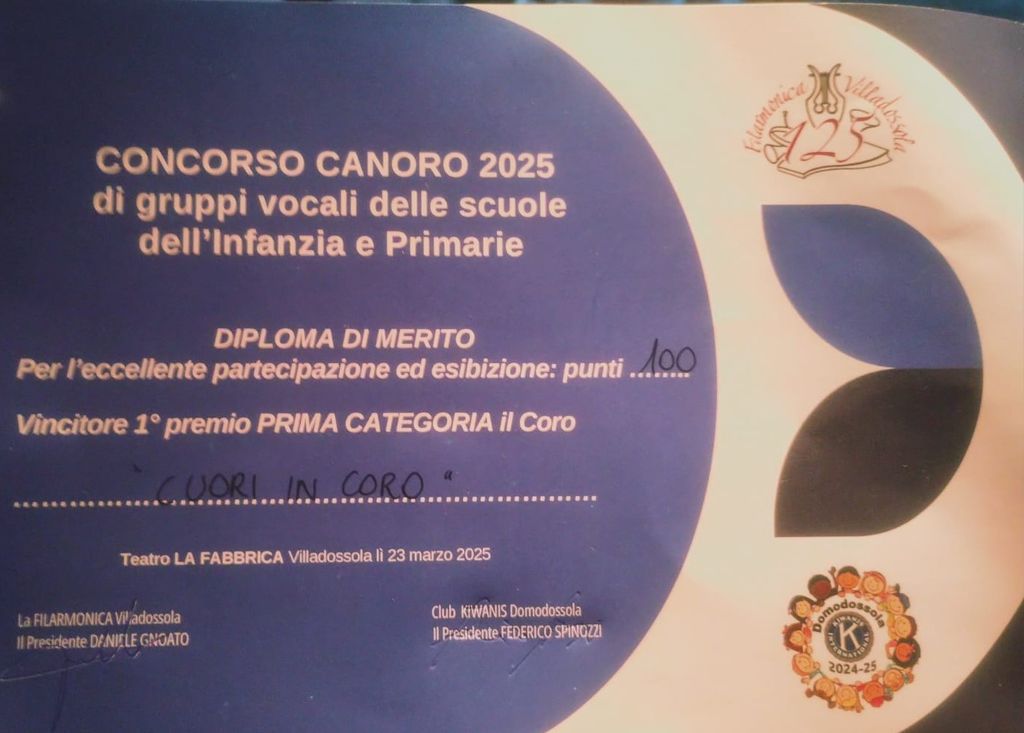 CONCORSO CANORO 2025
di gruppi vocali delle scuole
dell'Infanzia e Primarie
DIPLOMA DI MERITO
Per l'eccellente partecipazione ed esibizione: punti ........
100
Vincitore 1° premio PRIMA CATEGORIA il Coro
"CUORI IN CORO"
Teatro LA FABBRICA Villadossola lì 23 marzo 2025
La FILARMONICA Villadossola
Il Presidente DANIELE GNOATO
Club KIWANIS Domodossola
Il Presidente FEDERICO SPINOZZI
Filarmonica Villadossola
125
Domodossola
KIWANIS
K
INTERNATIONAL
2024-25